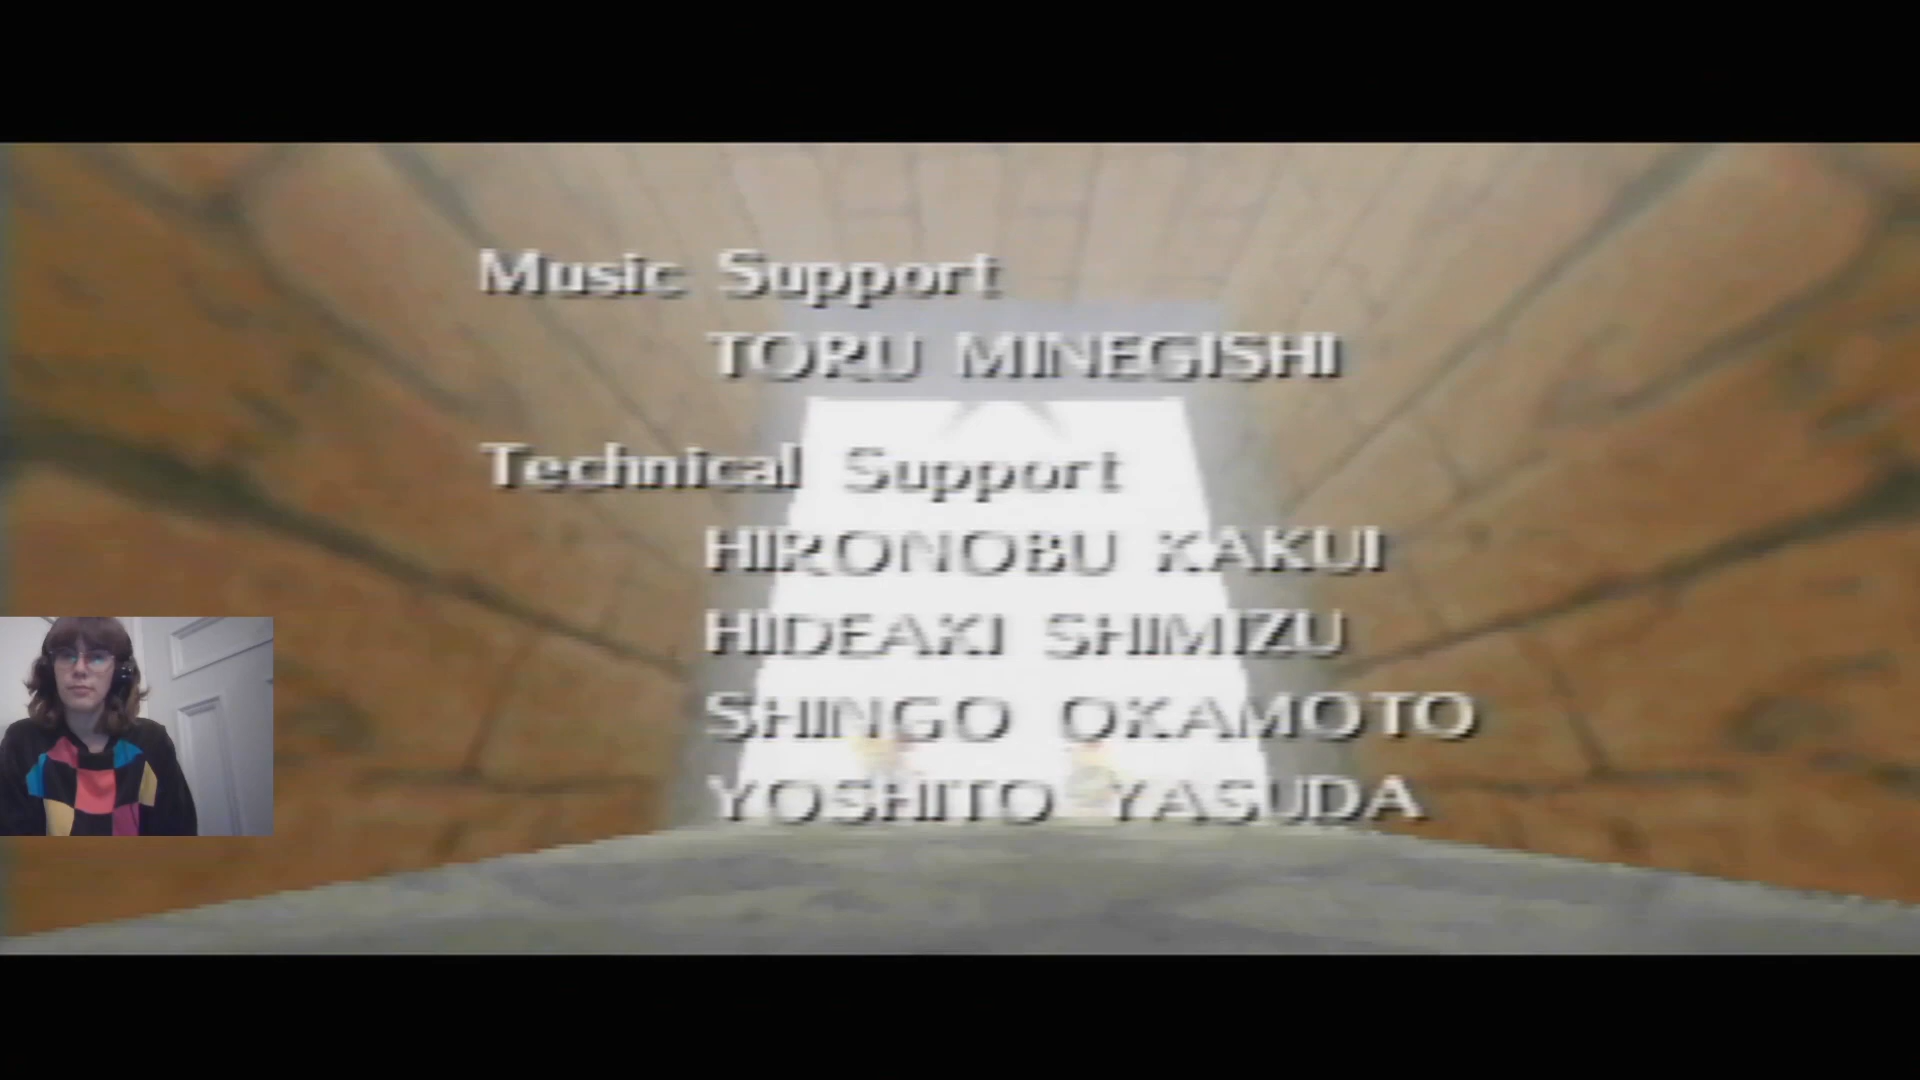 Music Support
TORU MINEGISHI
Technical Support
HIRONOBU KAKUI
HIDEAKI SHIMIZU
SHINGO OKAMOTO
YOSHITO YASUDA